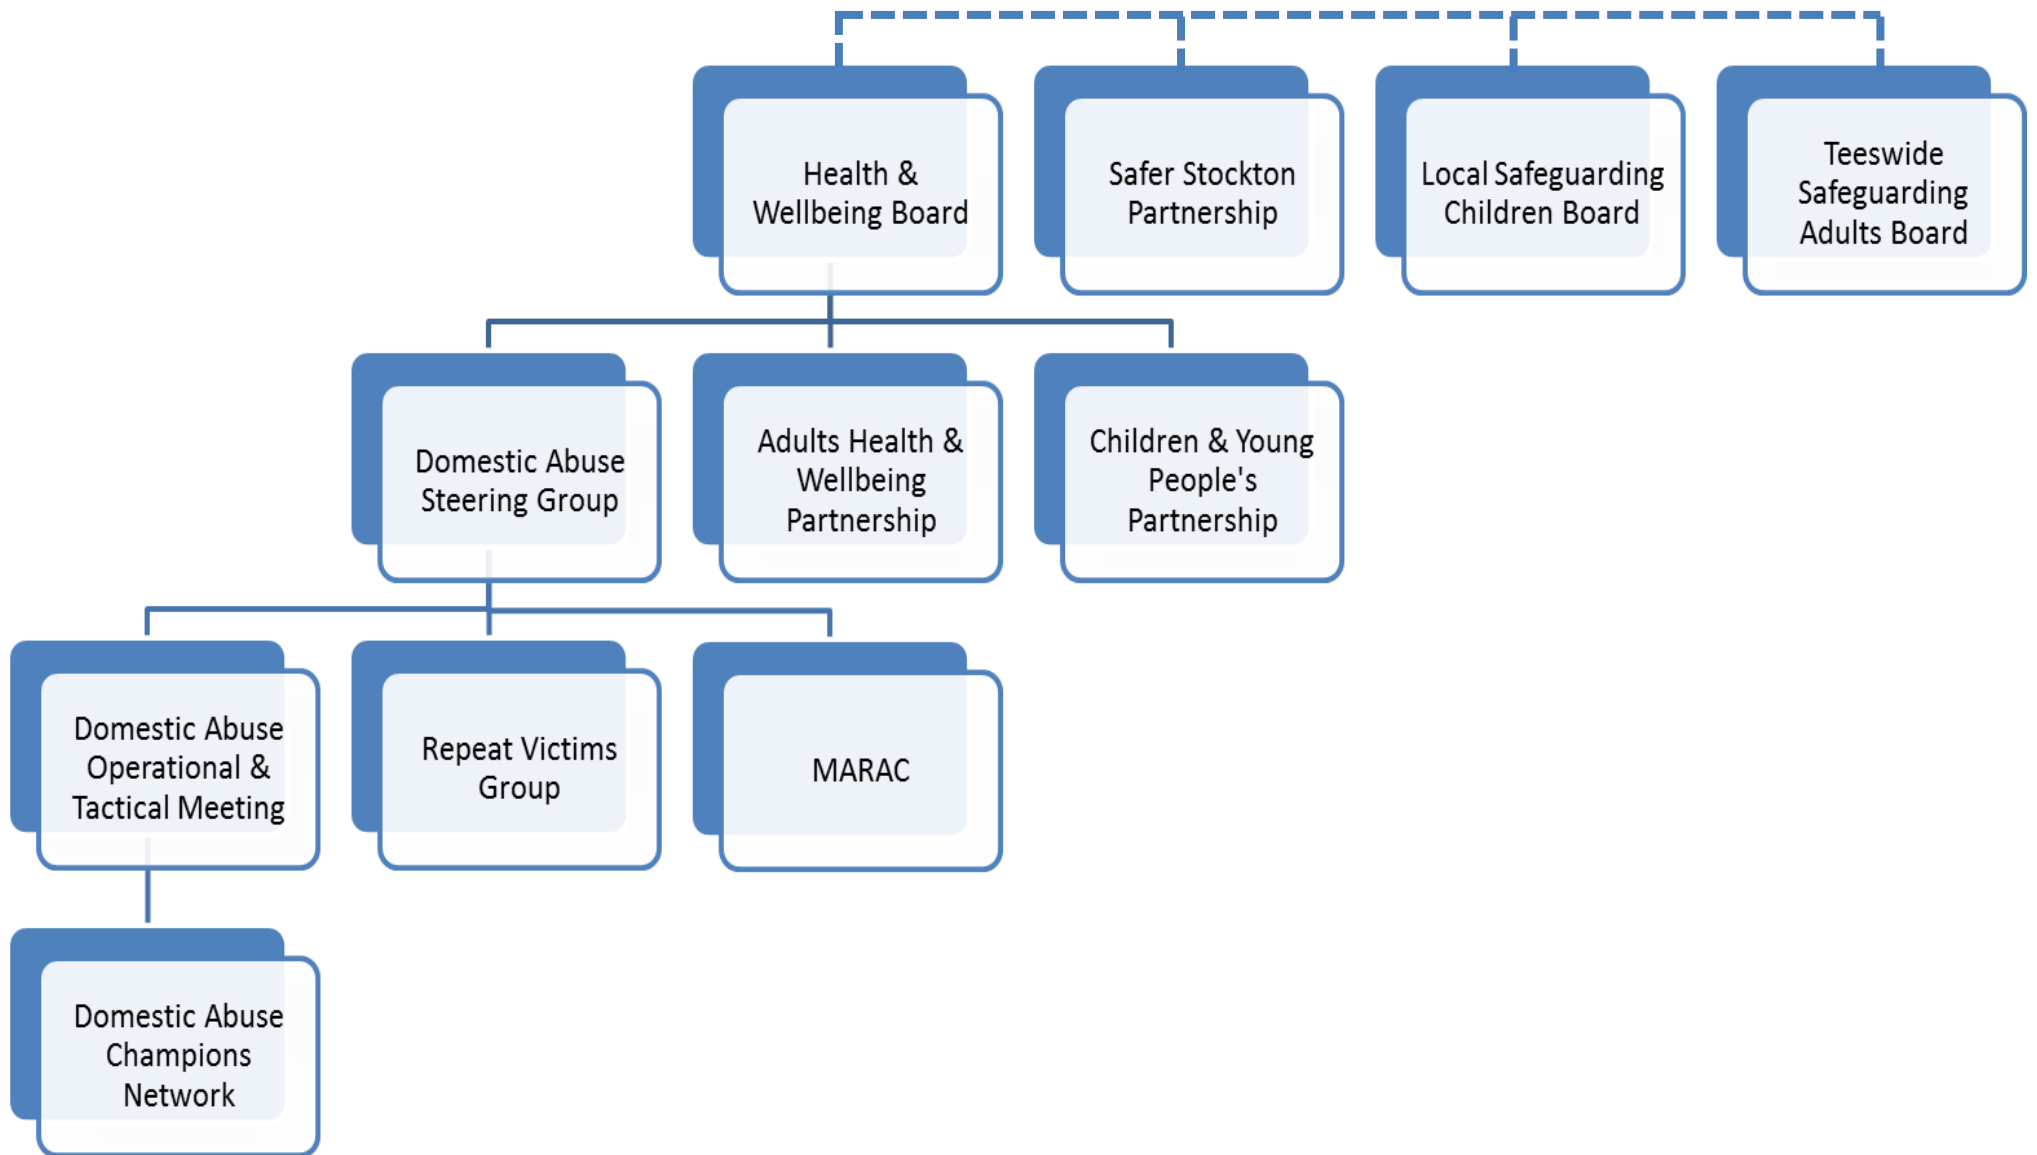 Health &
Wellbeing Board
Safer Stockton
Partnership
Local Safeguarding
Children Board
Teeswide
Safeguarding
Adults Board
Domestic Abuse
Steering Group
Adults Health &
Wellbeing
Partnership
Children & Young
People's
Partnership
Domestic Abuse
Operational &
Tactical Meeting
Repeat Victims
Group
MARAC
Domestic Abuse
Champions
Network